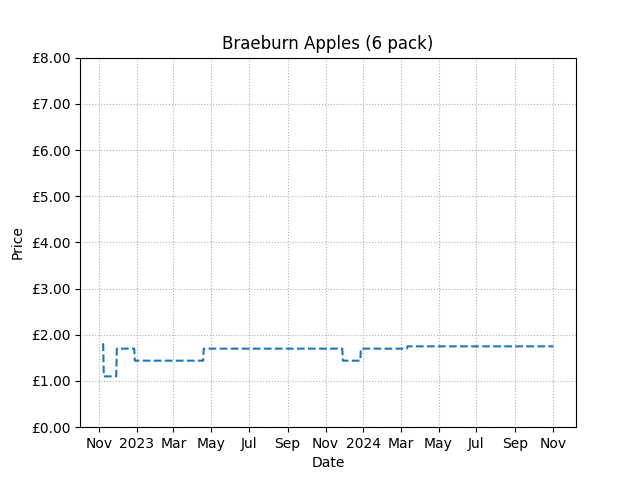 Braeburn Apples (6 pack)
£8.00
£7.00
£6.00
£5.00
£4.00
£3.00
£2.00
£1.00
£0.00
Price
Nov 2023 Mar May Jul Sep Nov 2024 Mar May Jul Sep Nov
Date